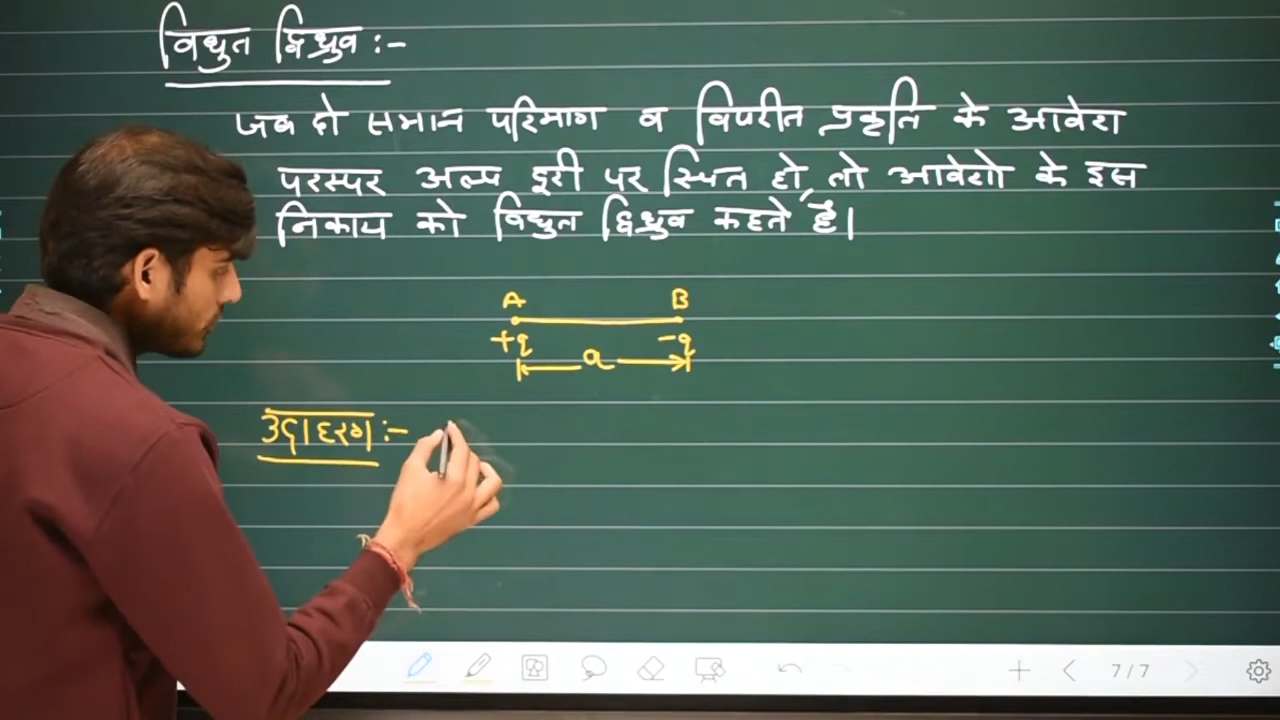 विधुत द्विध्रुव :-
जब दो समान परिमाण व विपरीत प्रकृति के आवेश
परस्पर अल्प दूरी पर स्थित हो, तो आवेशो के इस
निकाय को विधुत द्विध्रुव कहते है।
A B
+q -q
a
उदाहरण :-
7/7